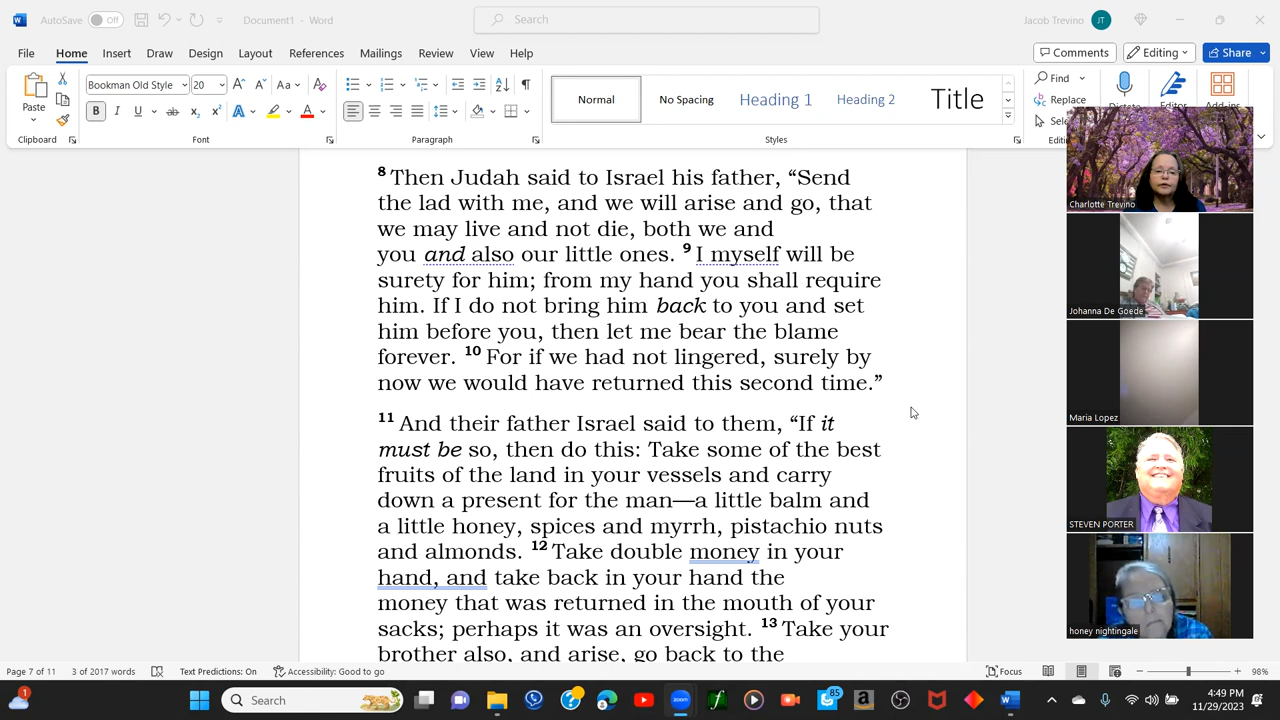 AutoSave Off Document1 - Word Search Jacob Trevino JT
File Home Insert Draw Design Layout References Mailings Review View Help Comments Editing Share
Paste Bookman Old Style 20 A A Aa Normal No Spacing Heading 1 Heading 2 Title Find Dictate Editor Add-ins
B I U ab x2 x2 A A Replace
Clipboard Font Paragraph Styles
8 Then Judah said to Israel his father, “Send
the lad with me, and we will arise and go, that
we may live and not die, both we and
you and also our little ones. 9 I myself will be
surety for him; from my hand you shall require
him. If I do not bring him back to you and set
him before you, then let me bear the blame
forever. 10 For if we had not lingered, surely by
now we would have returned this second time.”
11 And their father Israel said to them, “If it
must be so, then do this: Take some of the best
fruits of the land in your vessels and carry
down a present for the man—a little balm and
a little honey, spices and myrrh, pistachio nuts
and almonds. 12 Take double money in your
hand, and take back in your hand the
money that was returned in the mouth of your
sacks; perhaps it was an oversight. 13 Take your
brother also, and arise, go back to the
Charlotte Trevino
Johanna De Goede
Maria Lopez
STEVEN PORTER
honey nightingale
Page 7 of 11 3 of 2017 words Text Predictions: On Accessibility: Good to go Focus 98%
1 Search 85 4:49 PM
11/29/2023